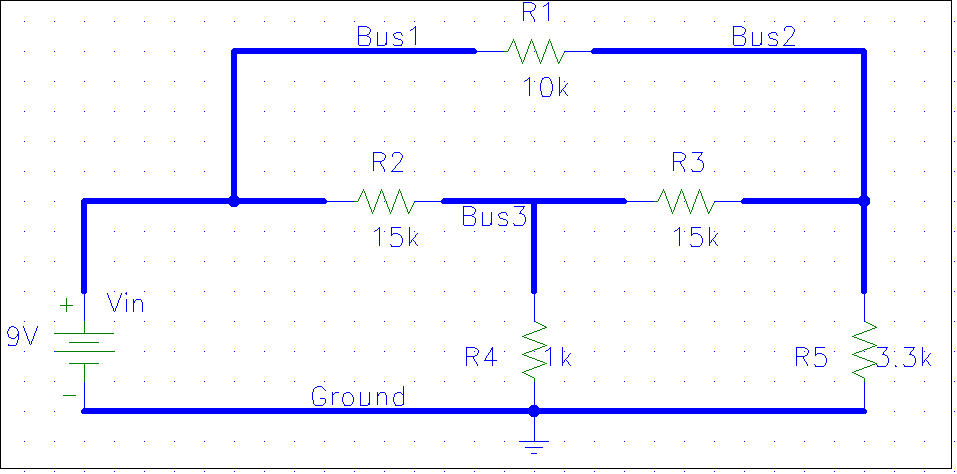 R1
Bus1
Bus2
10k
R2
R3
Bus3
15k
15k
+
Vin
9V
R4
1k
R5
3.3k
-
Ground